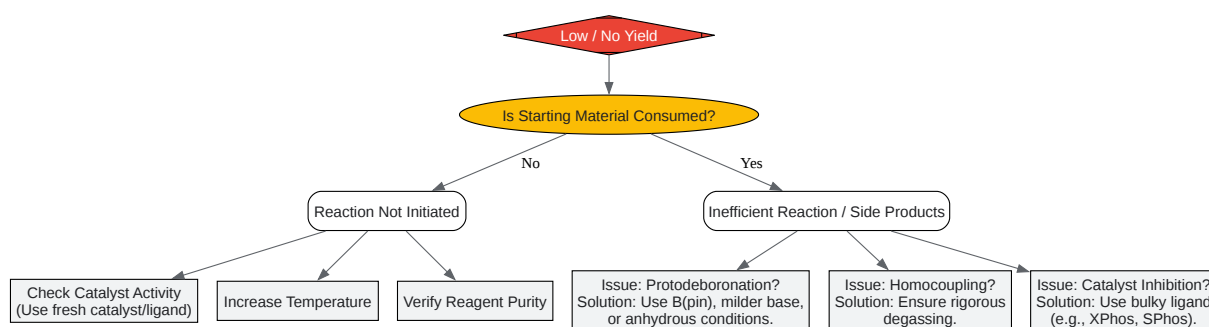 Low / No Yield
Is Starting Material Consumed?
No
Yes
Reaction Not Initiated
Inefficient Reaction / Side Products
Check Catalyst Activity
(Use fresh catalyst/ligand)
Increase Temperature
Verify Reagent Purity
Issue: Protodeboronation?
Solution: Use B(pin), milder base,
or anhydrous conditions.
Issue: Homocoupling?
Solution: Ensure rigorous
degassing.
Issue: Catalyst Inhibition?
Solution: Use bulky ligand
(e.g., XPhos, SPhos).